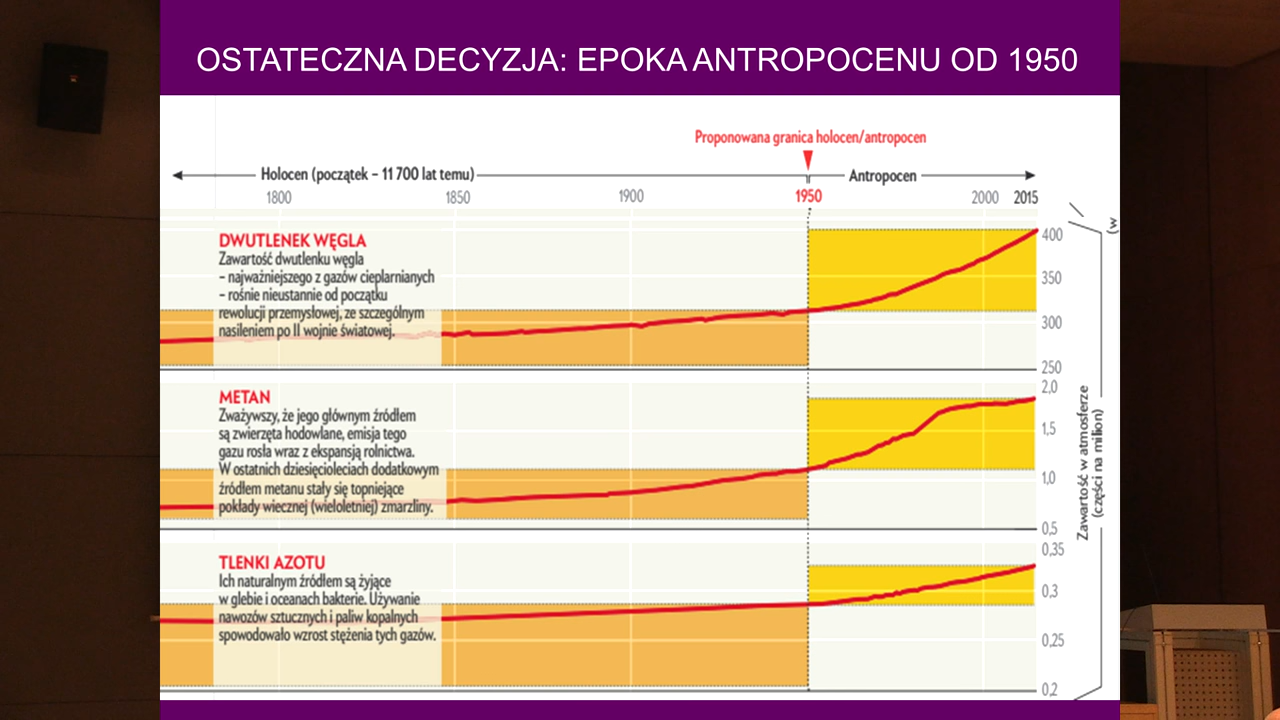 OSTATECZNA DECYZJA: EPOKA ANTROPOCENU OD 1950
Proponowana granica holocen/antropocen
Holocen (początek – 11 700 lat temu)
Antropocen
1800
1850
1900
1950
2000
2015
DWUTLENEK WĘGLA
Zawartość dwutlenku węgla
– najważniejszego z gazów cieplarnianych
– rośnie nieustannie od początku
rewolucji przemysłowej, ze szczególnym
nasileniem po II wojnie światowej.
400
350
300
250
METAN
Zważywszy, że jego głównym źródłem
są zwierzęta hodowlane, emisja tego
gazu rosła wraz z ekspansją rolnictwa.
W ostatnich dziesięcioleciach dodatkowym
źródłem metanu stały się topniejące
pokłady wiecznej (wieloletniej) zmarzliny.
2,0
1,5
1,0
0,5
TLENKI AZOTU
Ich naturalnym źródłem są żyjące
w glebie i oceanach bakterie. Używanie
nawozów sztucznych i paliw kopalnych
spowodowało wzrost stężenia tych gazów.
0,35
0,3
0,25
0,2
Zawartość w atmosferze
(części na milion)
(w